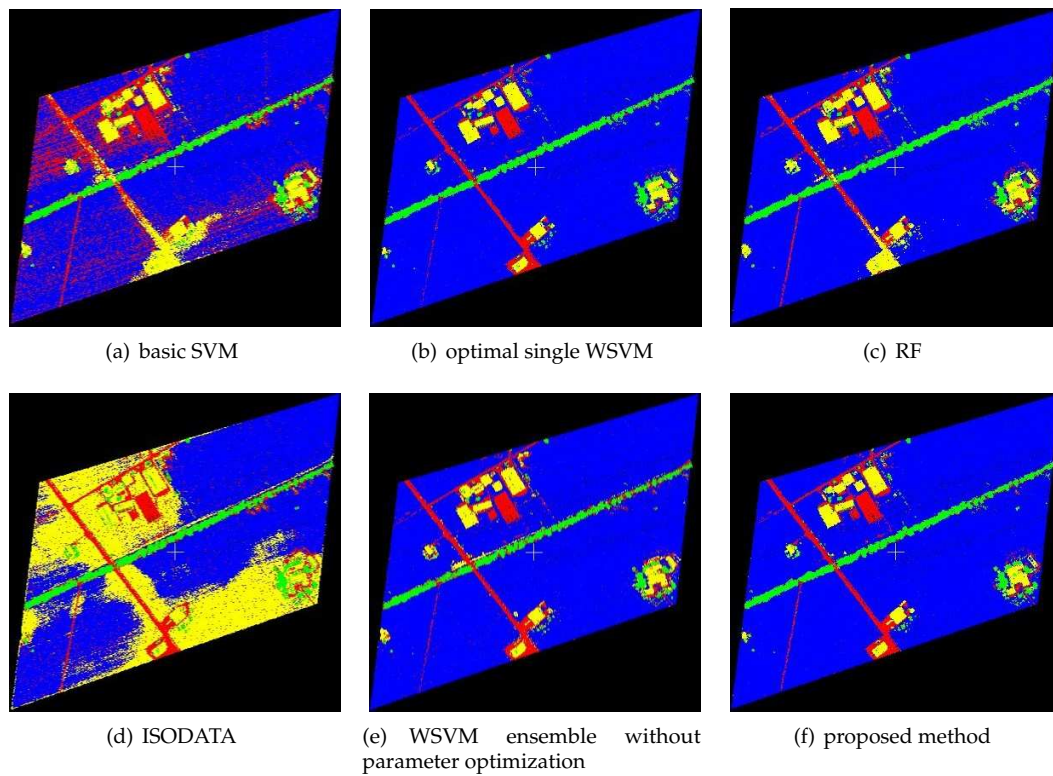 (a) basic SVM
(b) optimal single WSVM
(c) RF
(d) ISODATA
(e) WSVM ensemble without
parameter optimization
(f) proposed method